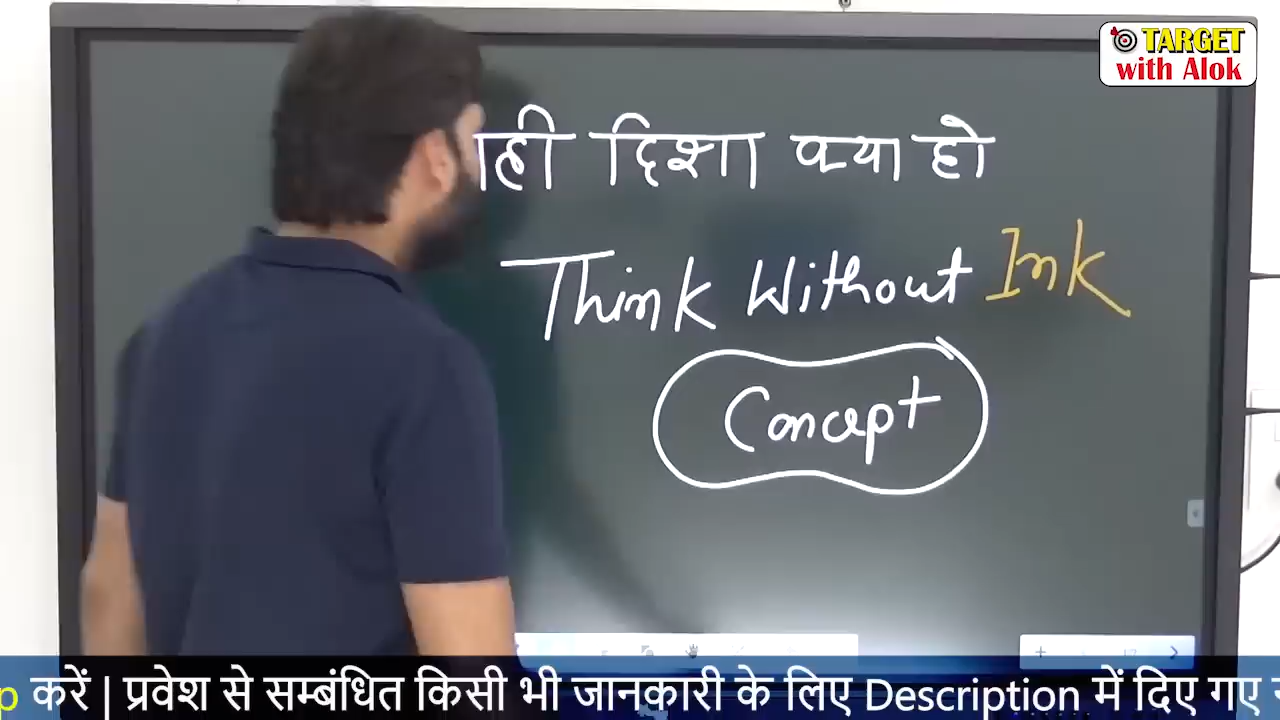 TARGET
with Alok
ही दिशा क्या हो
Think Without Ink
Concept
करें | प्रवेश से सम्बंधित किसी भी जानकारी के लिए Description में दिए गए